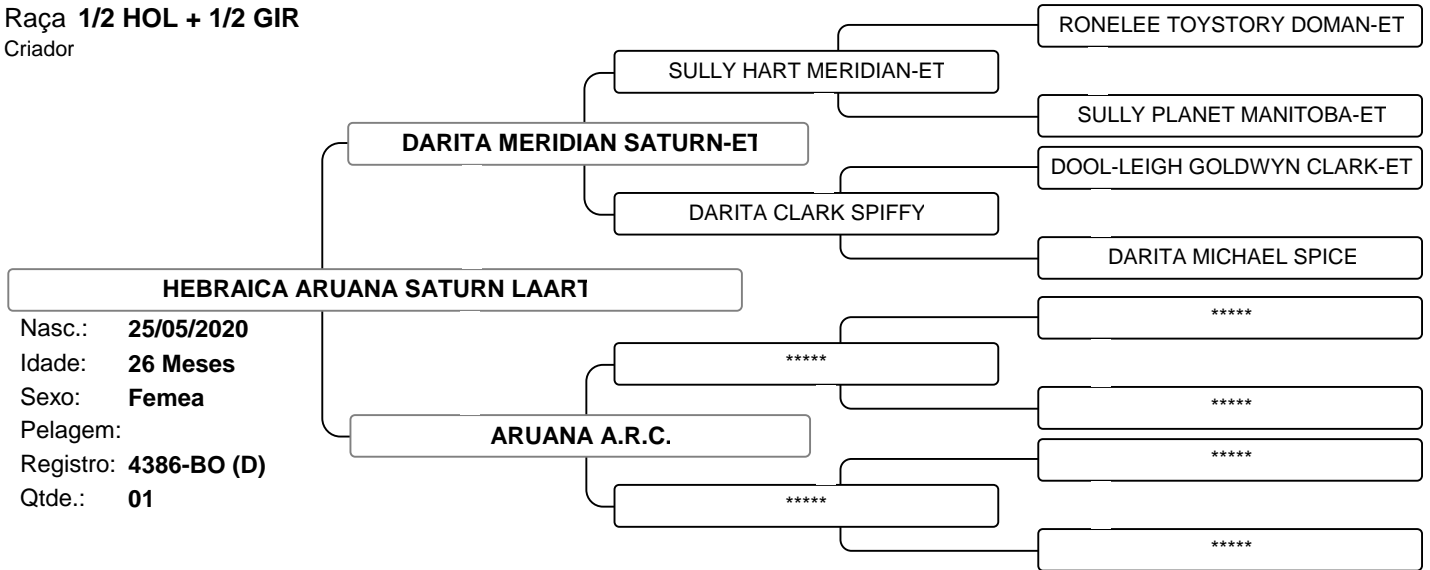 Raça 1/2 HOL + 1/2 GIR
Criador
RONELEE TOYSTORY DOMAN-ET
SULLY HART MERIDIAN-ET
SULLY PLANET MANITOBA-ET
DARITA MERIDIAN SATURN-ET
DOOL-LEIGH GOLDWYN CLARK-ET
DARITA CLARK SPIFFY
DARITA MICHAEL SPICE
HEBRAICA ARUANA SATURN LAART
Nasc.: 25/05/2020
Idade: 26 Meses
Sexo: Femea
Pelagem:
Registro: 4386-BO (D)
Qtde.: 01
*****
*****
*****
ARUANA A.R.C.
*****
*****
*****